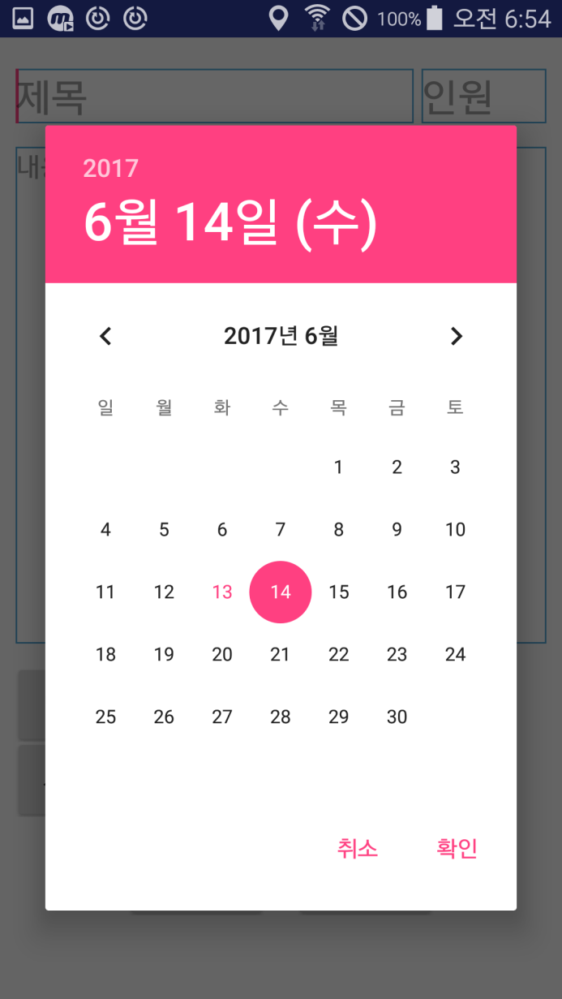 100% 오전 6:54
제목 인원
2017
6월 14일 (수)
2017년 6월
일 월 화 수 목 금 토
1 2 3
4 5 6 7 8 9 10
11 12 13 14 15 16 17
18 19 20 21 22 23 24
25 26 27 28 29 30
취소 확인